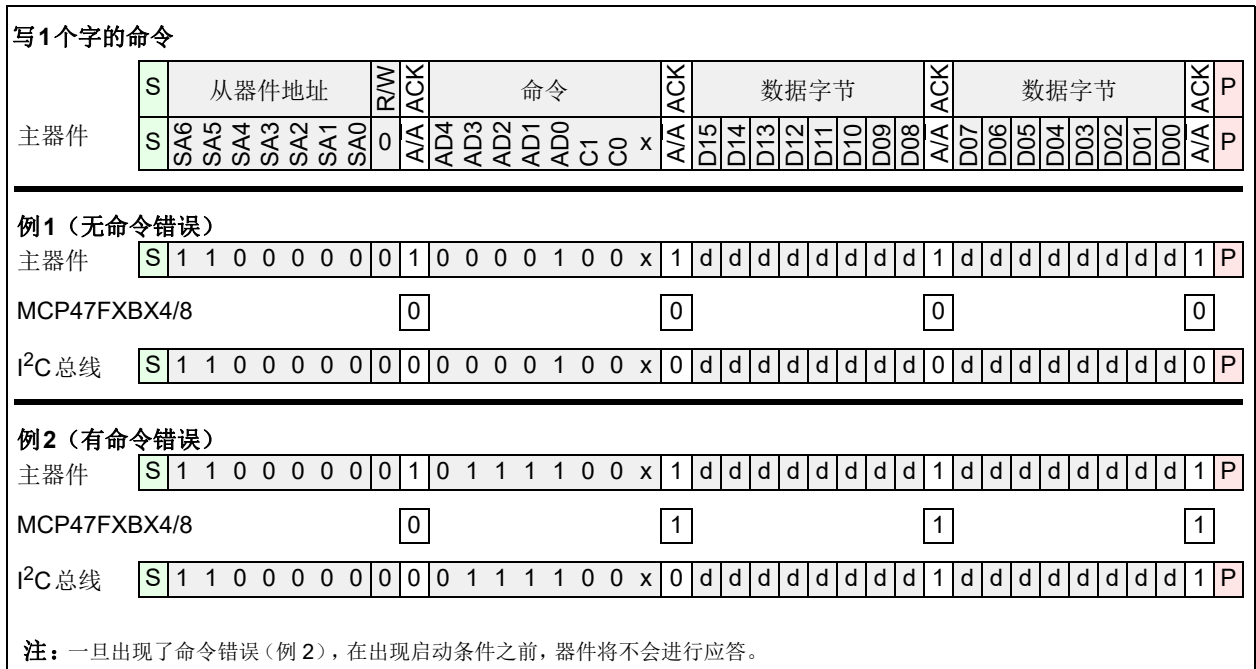 写1个字的命令
S 从器件地址 R/W ACK 命令 ACK 数据字节 ACK 数据字节 ACK P
主器件 S SA6 SA5 SA4 SA3 SA2 SA1 SA0 0 A/A AD4 AD3 AD2 AD1 AD0 C1 C0 x A/A D15 D14 D13 D12 D11 D10 D09 D08 A/A D07 D06 D05 D04 D03 D02 D01 D00 A/A P
例1（无命令错误）
主器件 S 1 1 0 0 0 0 0 0 1 0 0 0 0 1 0 0 x 1 d d d d d d d d 1 d d d d d d d d 1 P
MCP47FXBX4/8 0 0 0 0
I2C总线 S 1 1 0 0 0 0 0 0 0 0 0 0 0 1 0 0 x 0 d d d d d d d d 0 d d d d d d d d 0 P
例2（有命令错误）
主器件 S 1 1 0 0 0 0 0 0 1 0 1 1 1 1 0 0 x 1 d d d d d d d d 1 d d d d d d d d 1 P
MCP47FXBX4/8 0 1 1 1
I2C总线 S 1 1 0 0 0 0 0 0 0 0 1 1 1 1 0 0 x 0 d d d d d d d d 1 d d d d d d d d 1 P
注：一旦出现了命令错误（例 2），在出现启动条件之前，器件将不会进行应答。